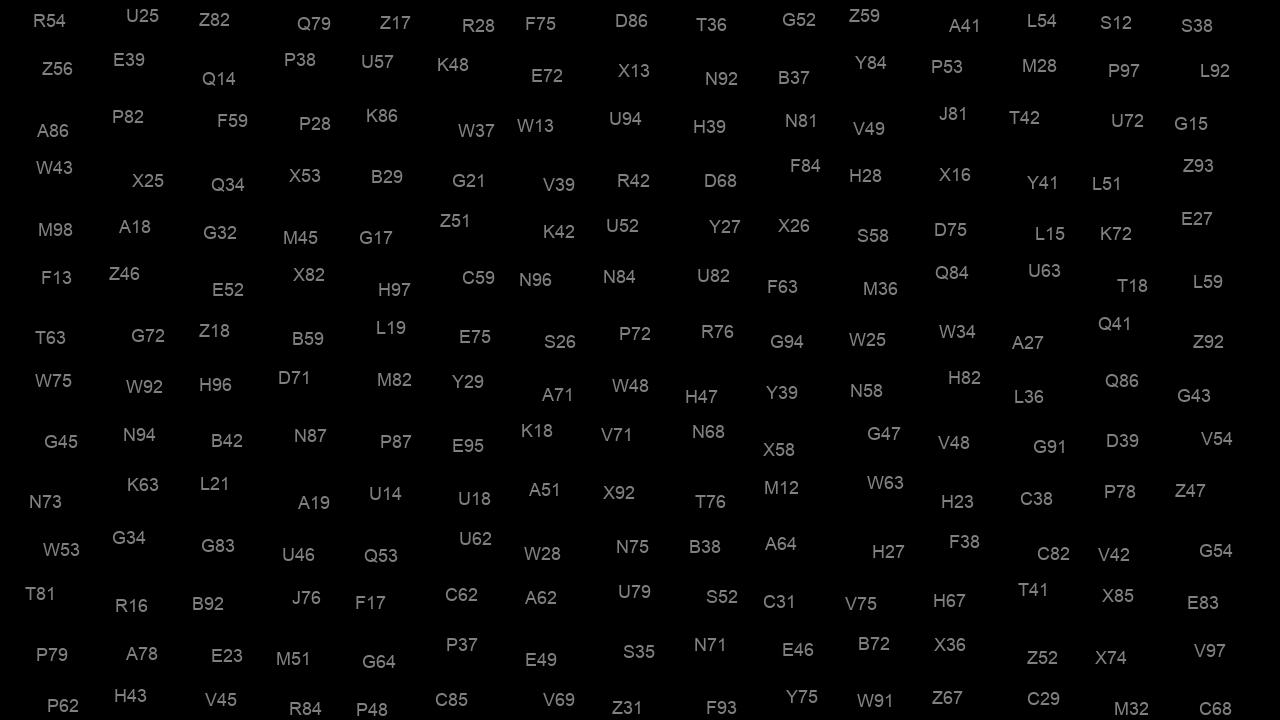 R54 U25 Z82 Q79 Z17 R28 F75 D86 T36 G52 Z59 A41 L54 S12 S38
Z56 E39 Q14 P38 U57 K48 E72 X13 N92 B37 Y84 P53 M28 P97 L92
A86 P82 F59 P28 K86 W37 W13 U94 H39 N81 V49 J81 T42 U72 G15
W43 X25 Q34 X53 B29 G21 V39 R42 D68 F84 H28 X16 Y41 L51 Z93
M98 A18 G32 M45 G17 Z51 K42 U52 Y27 X26 S58 D75 L15 K72 E27
F13 Z46 E52 X82 H97 C59 N96 N84 U82 F63 M36 Q84 U63 T18 L59
T63 G72 Z18 B59 L19 E75 S26 P72 R76 G94 W25 W34 A27 Q41 Z92
W75 W92 H96 D71 M82 Y29 A71 W48 H47 Y39 N58 H82 L36 Q86 G43
G45 N94 B42 N87 P87 E95 K18 V71 N68 X58 G47 V48 G91 D39 V54
N73 K63 L21 A19 U14 U18 A51 X92 T76 M12 W63 H23 C38 P78 Z47
W53 G34 G83 U46 Q53 U62 W28 N75 B38 A64 H27 F38 C82 V42 G54
T81 R16 B92 J76 F17 C62 A62 U79 S52 C31 V75 H67 T41 X85 E83
P79 A78 E23 M51 G64 P37 E49 S35 N71 E46 B72 X36 Z52 X74 V97
P62 H43 V45 R84 P48 C85 V69 Z31 F93 Y75 W91 Z67 C29 M32 C68